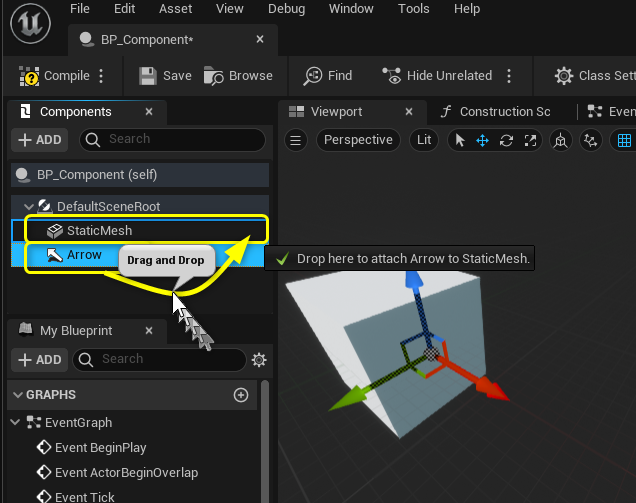 File Edit Asset View Debug Window Tools Help
BP_Component*
Compile Save Browse Find Hide Unrelated Class Sett
Components
Viewport Construction Sc Even
ADD Search
Perspective Lit
BP_Component (self)
DefaultSceneRoot
StaticMesh
Arrow
Drag and Drop
Drop here to attach Arrow to StaticMesh.
My Blueprint
ADD Search
GRAPHS
EventGraph
Event BeginPlay
Event ActorBeginOverlap
Event Tick